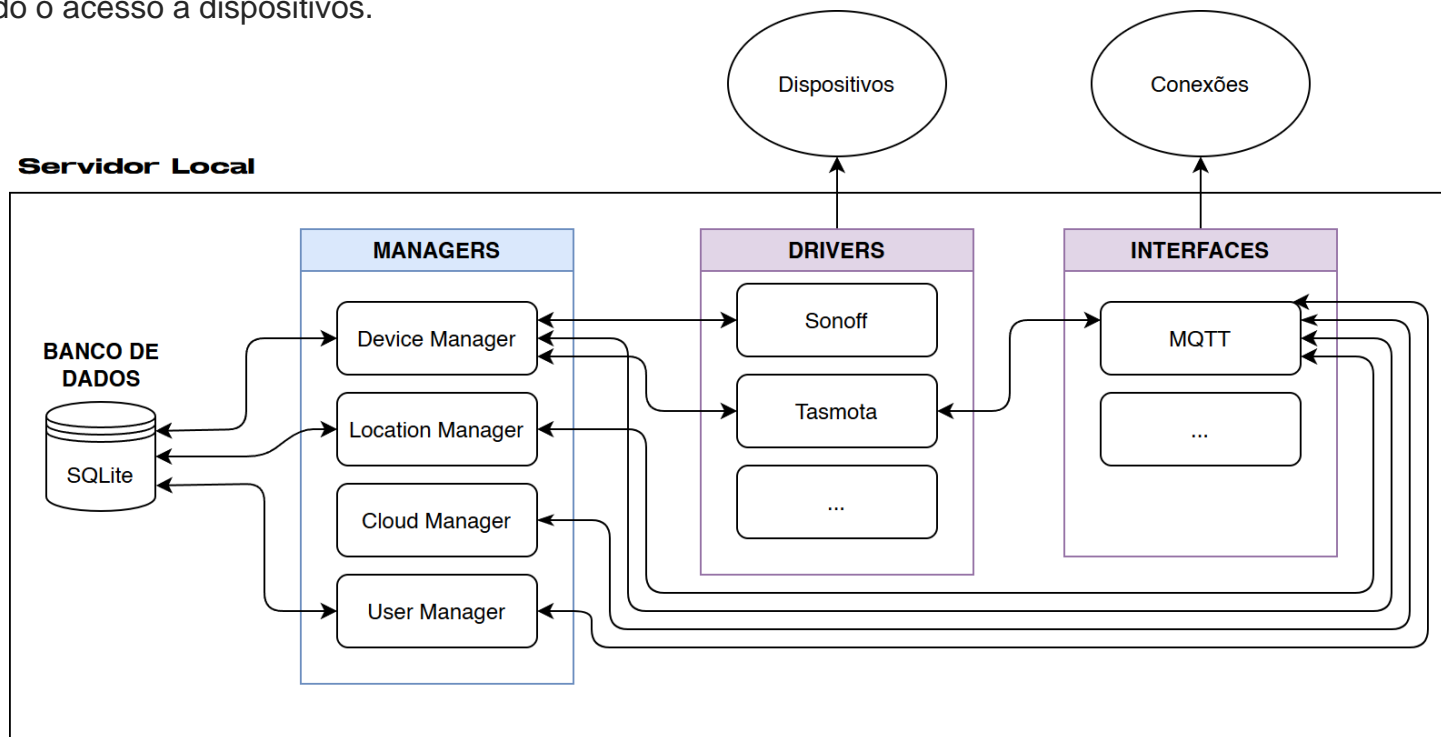 do o acesso a dispositivos.
Dispositivos
Conexões
Servidor Local
MANAGERS
DRIVERS
INTERFACES
BANCO DE
DADOS
SQLite
Device Manager
Location Manager
Cloud Manager
User Manager
Sonoff
Tasmota
...
MQTT
...